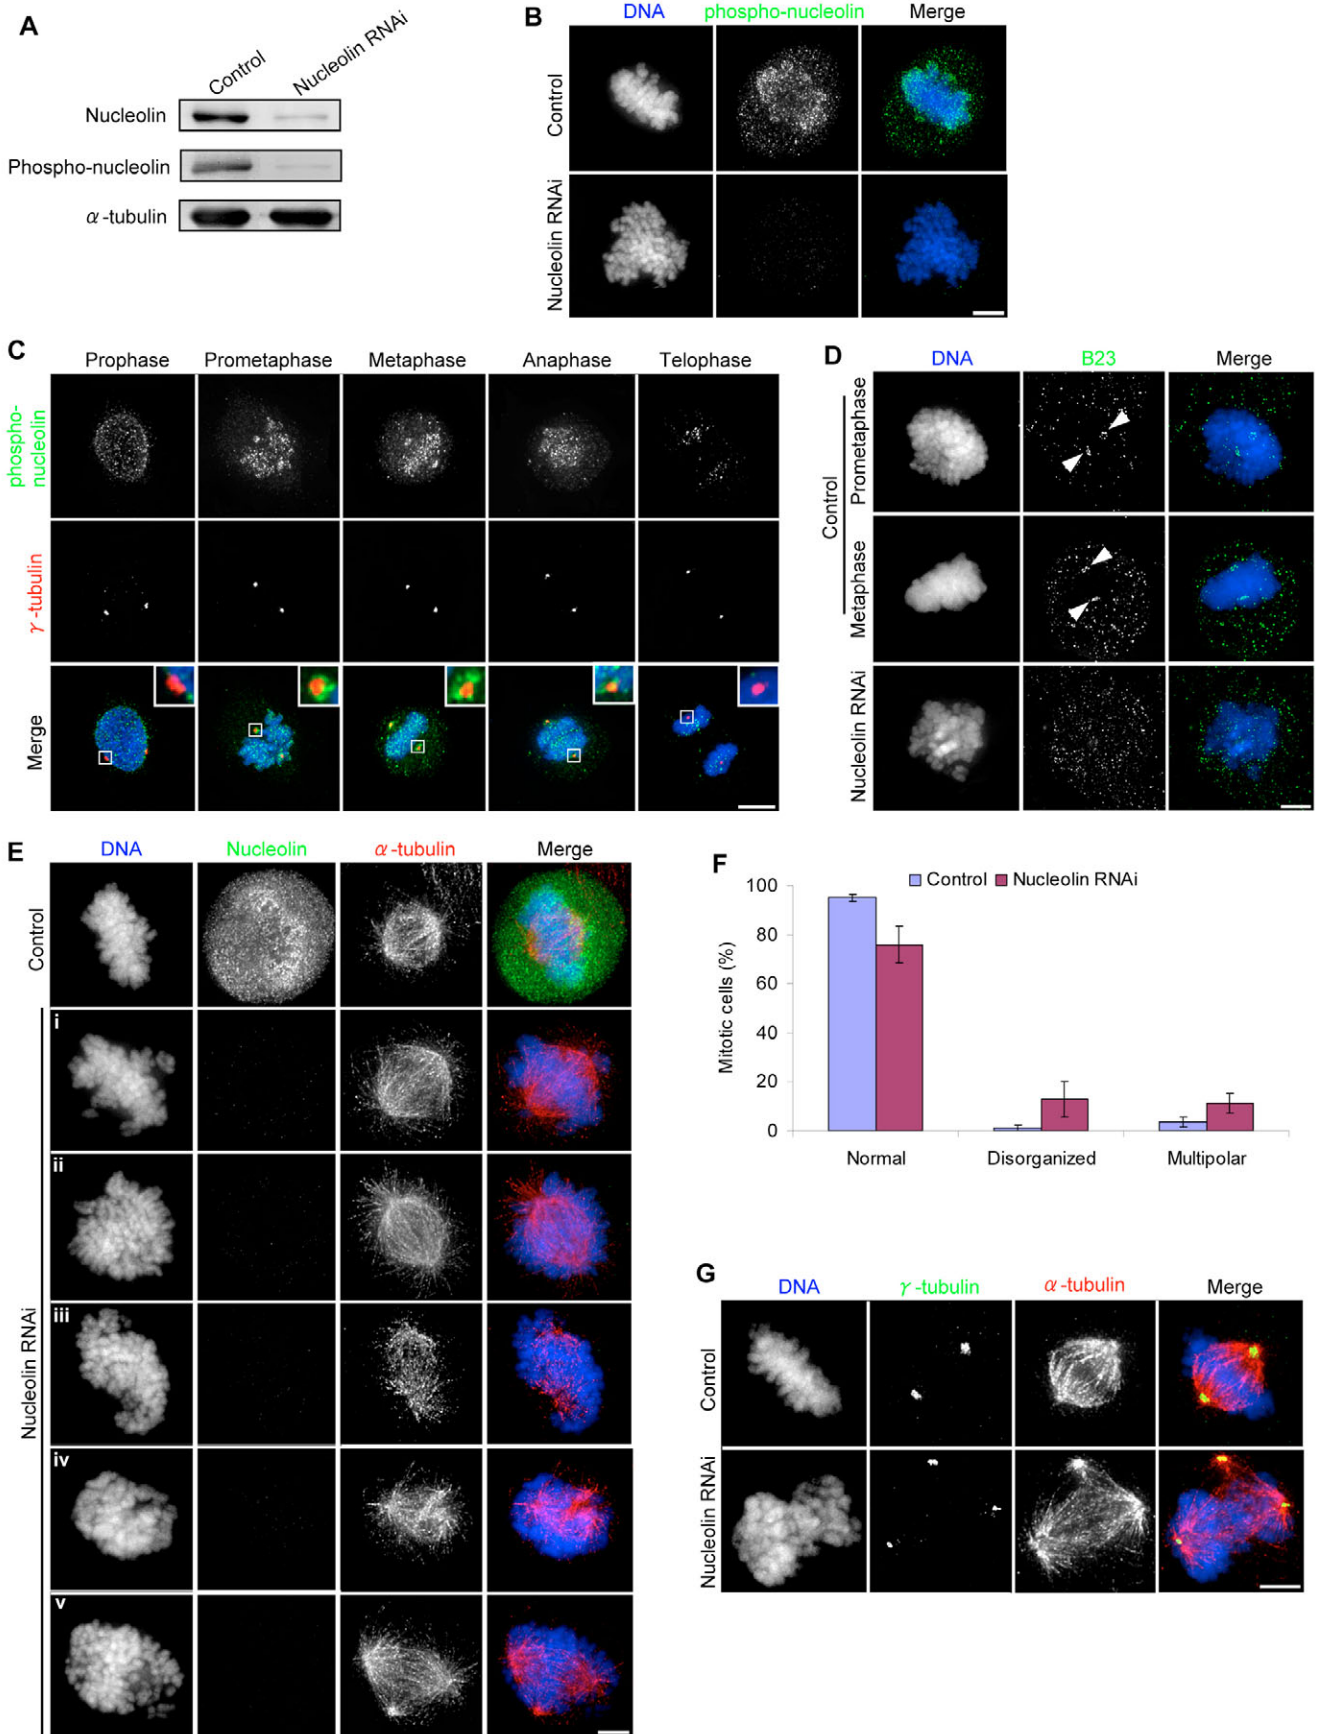 A
Control
Nucleolin RNAi
Nucleolin
Phospho-nucleolin
α-tubulin
B
DNA
phospho-nucleolin
Merge
Control
Nucleolin RNAi
C
Prophase
Prometaphase
Metaphase
Anaphase
Telophase
phospho-
nucleolin
γ-tubulin
Merge
D
DNA
B23
Merge
Control
Prometaphase
Metaphase
Nucleolin RNAi
E
DNA
Nucleolin
α-tubulin
Merge
Control
Nucleolin RNAi
i
ii
iii
iv
v
F
Control
Nucleolin RNAi
Mitotic cells (%)
100
80
60
40
20
0
Normal
Disorganized
Multipolar
G
DNA
γ-tubulin
α-tubulin
Merge
Control
Nucleolin RNAi